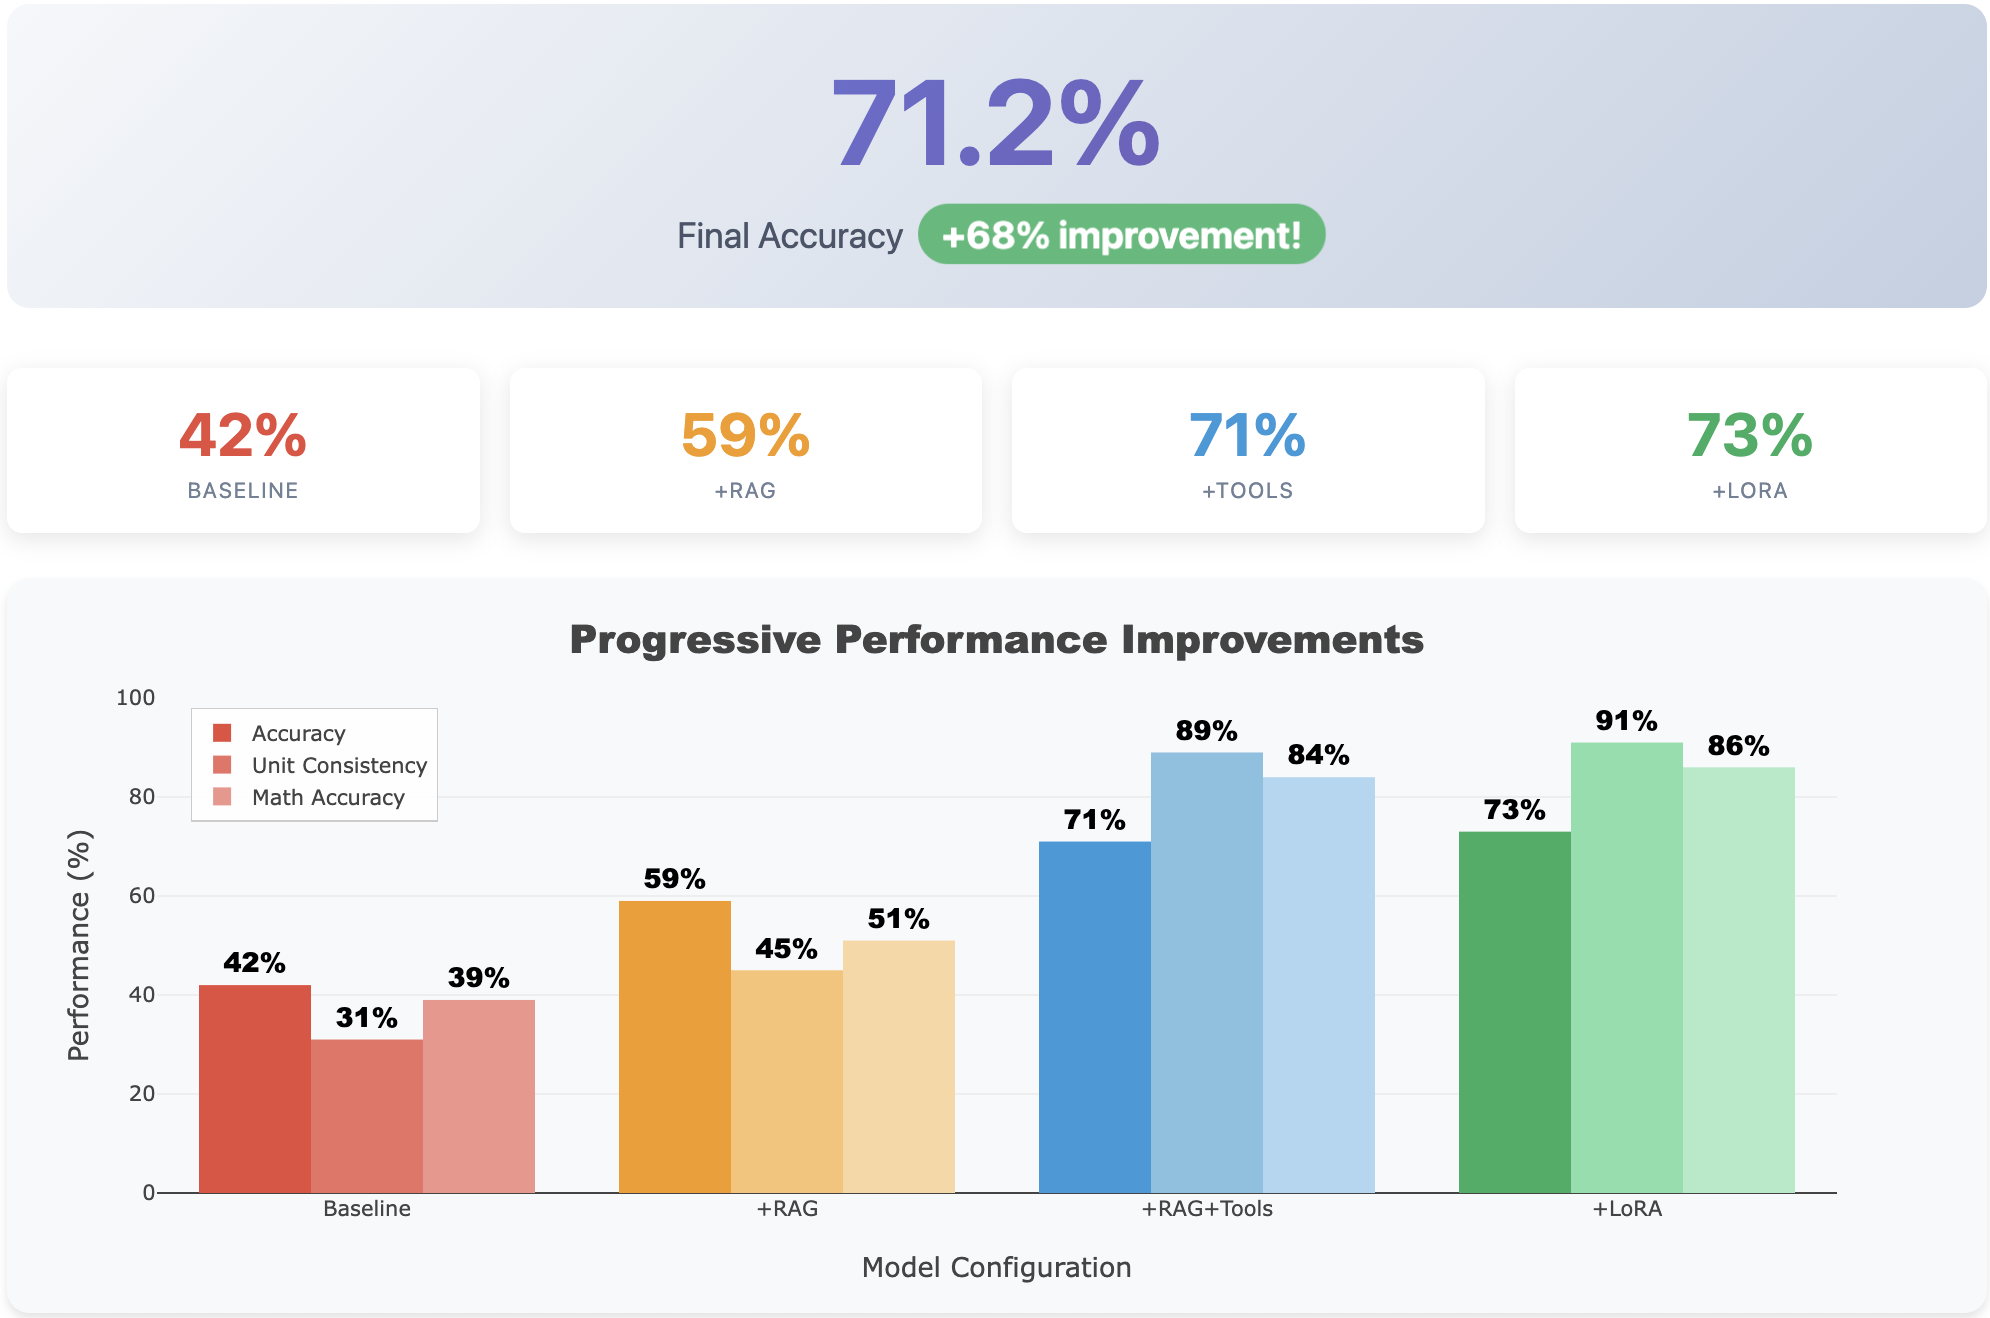 71.2%
Final Accuracy +68% improvement!
42%
BASELINE
59%
+RAG
71%
+TOOLS
73%
+LORA
Progressive Performance Improvements
Performance (%)
100
80
60
40
20
0
Accuracy
Unit Consistency
Math Accuracy
42%
31%
39%
59%
45%
51%
71%
89%
84%
73%
91%
86%
Baseline
+RAG
+RAG+Tools
+LoRA
Model Configuration